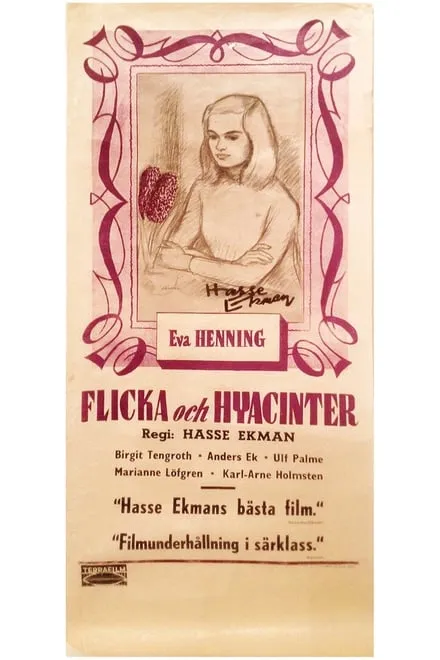 Hasse
Ekman
Eva HENNING
FLICKA och HYACINTER
Regi: HASSE EKMAN
Birgit Tengroth • Anders Ek • Ulf Palme
Marianne Löfgren • Karl-Arne Holmsten
"Hasse Ekmans bästa film."
"Filmunderhållning i särklass."
TERRAFILM